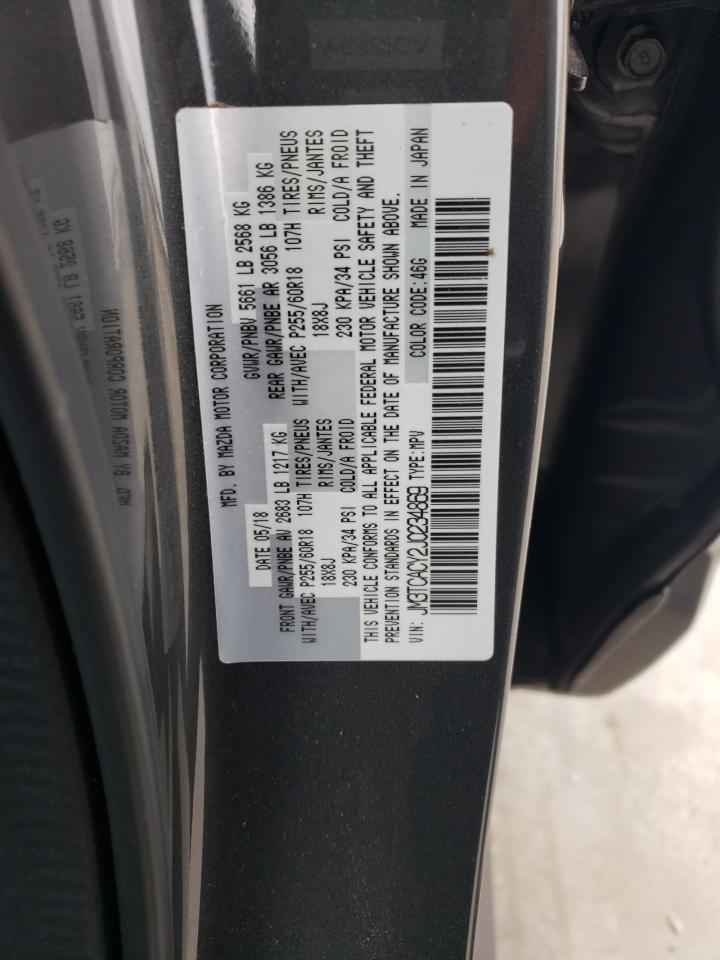 MFD. BY MAZDA MOTOR CORPORATION
DATE 05/18 GVWR/PNBV 5661 LB 2568 KG
FRONT GAWR/PNBE AV 2683 LB 1217 KG REAR GAWR/PNBE AR 3056 LB 1386 KG
WITH/AVEC P255/60R18 107H TIRES/PNEUS WITH/AVEC P255/60R18 107H TIRES/PNEUS
18X8J RIMS/JANTES 18X8J RIMS/JANTES
230 KPA/34 PSI COLD/A FROID 230 KPA/34 PSI COLD/A FROID
THIS VEHICLE CONFORMS TO ALL APPLICABLE FEDERAL MOTOR VEHICLE SAFETY AND THEFT
PREVENTION STANDARDS IN EFFECT ON THE DATE OF MANUFACTURE SHOWN ABOVE.
VIN: JM3TCACY2J0234869 TYPE:MPV COLOR CODE:46G MADE IN JAPAN